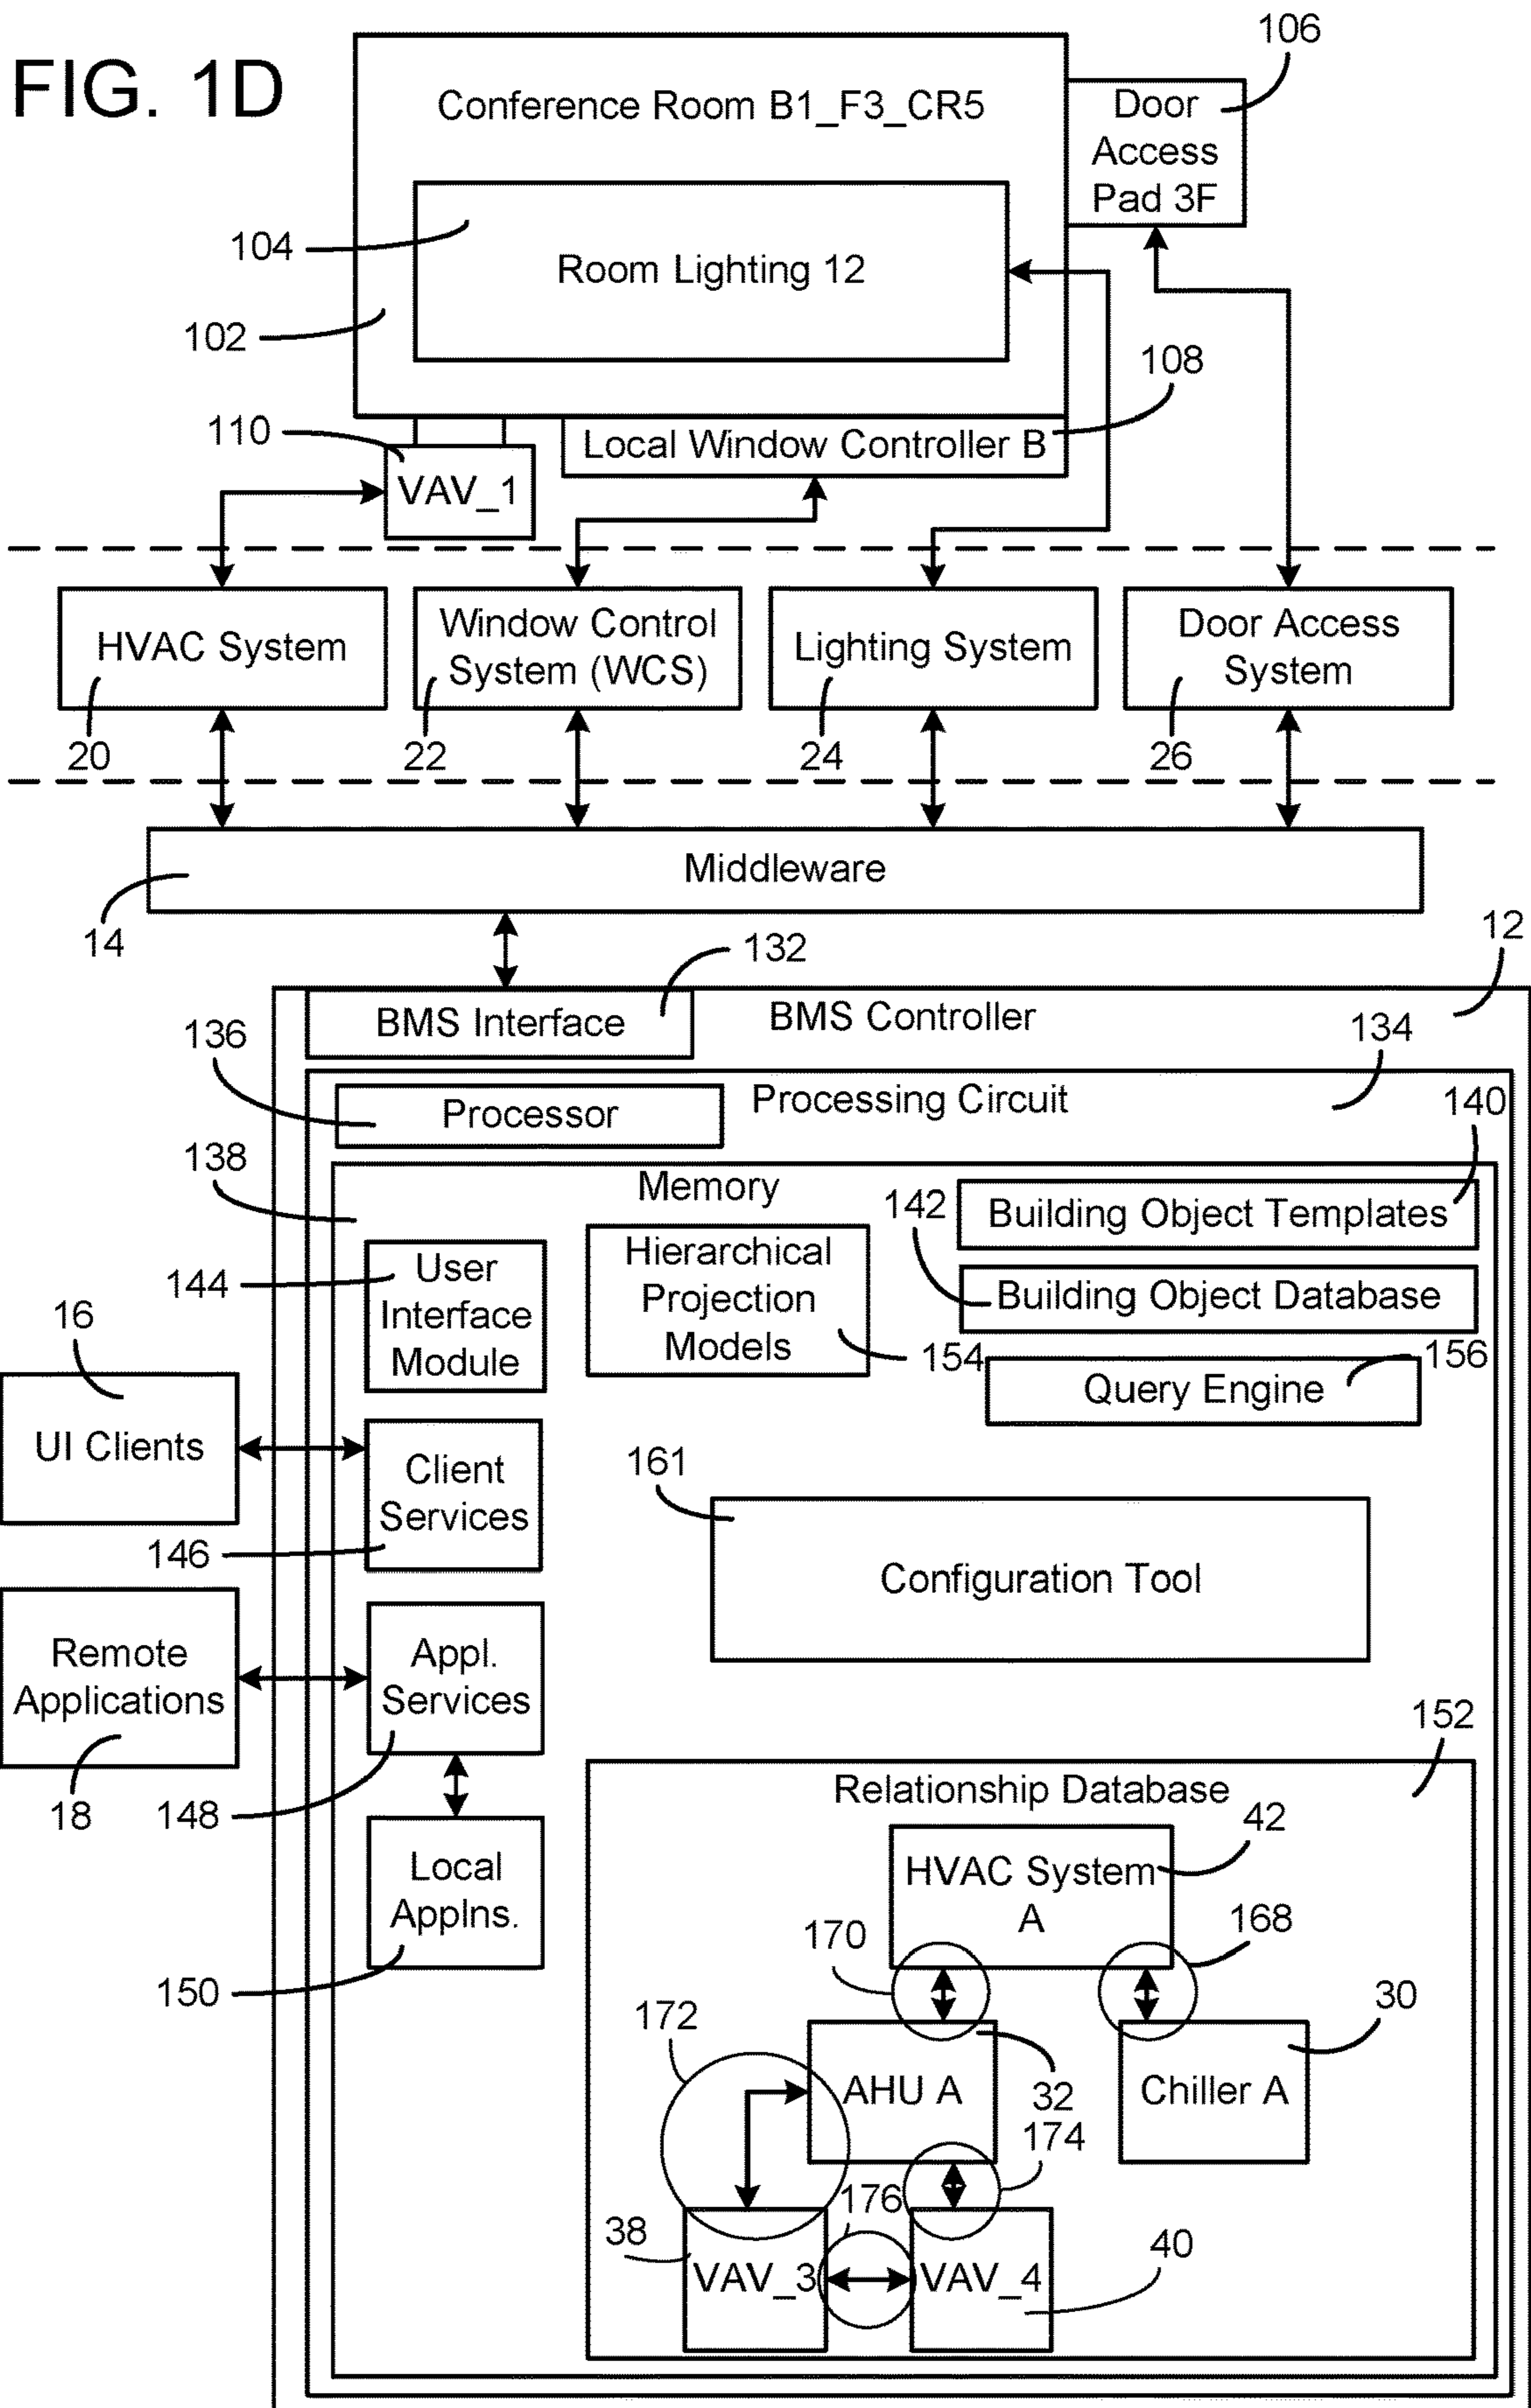 FIG. 1D
106
Conference Room B1_F3_CR5
Door
Access
Pad 3F
104
Room Lighting 12
102
108
110
Local Window Controller B
VAV_1
HVAC System
Window Control
System (WCS)
Lighting System
Door Access
System
20
22
24
26
Middleware
14
132
12
BMS Interface
BMS Controller
136
134
Processing Circuit
Processor
140
138
Memory
142
Building Object Templates
Hierarchical
Projection
Models
144
User
Interface
Module
Building Object Database
16
154
156
Query Engine
UI Clients
Client
Services
161
146
Configuration Tool
Remote
Applications
Appl.
Services
152
18
148
Relationship Database
42
Local
Applns.
HVAC System
A
170
168
150
30
172
AHU A
32
Chiller A
174
176
38
40
VAV_3
VAV_4